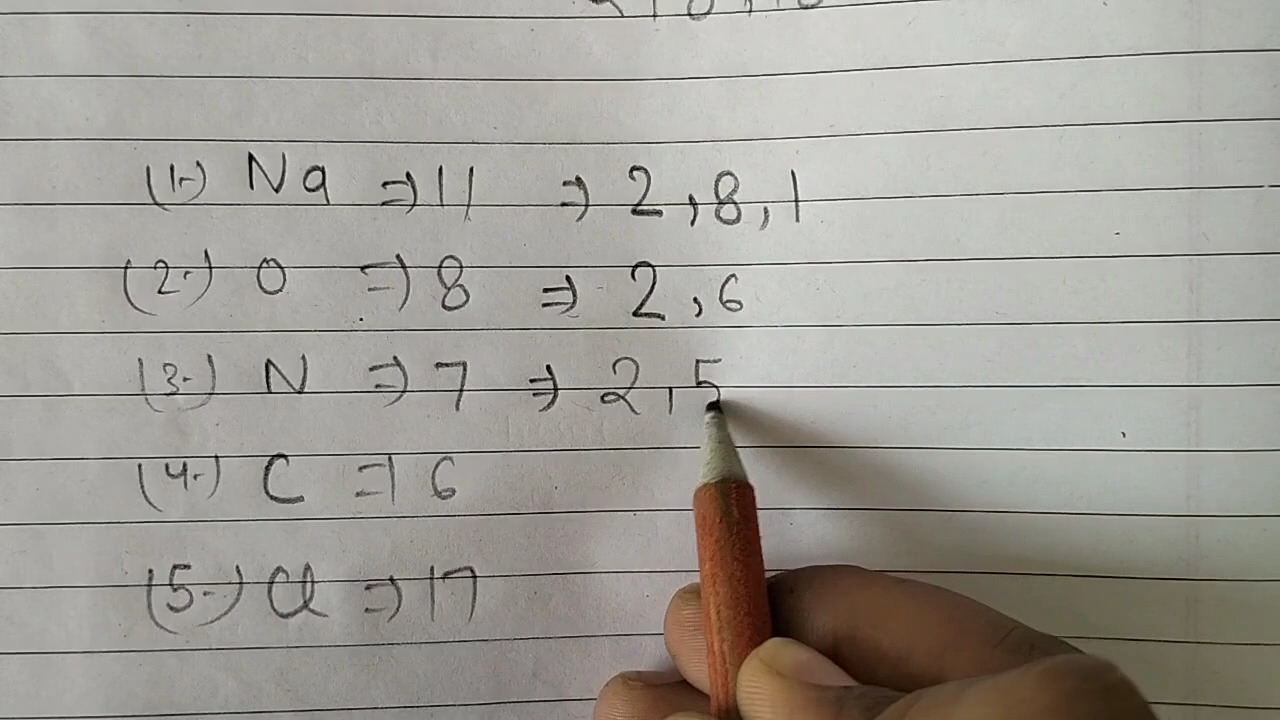 (1.) Na ⇒ 11 ⇒ 2,8,1
(2.) O ⇒ 8 ⇒ 2,6
(3.) N ⇒ 7 ⇒ 2,5
(4.) C ⇒ 6
(5.) Cl ⇒ 17